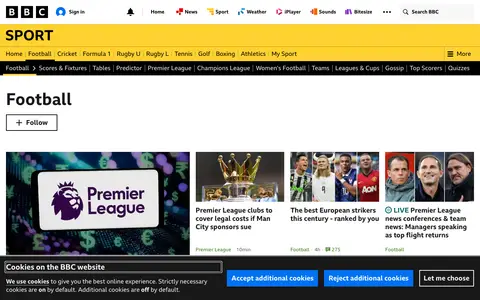 BBC
Sign in
Home
News
Sport
Weather
iPlayer
Sounds
Bitesize
Search BBC
SPORT
Home Football Cricket Formula 1 Rugby U Rugby L Tennis Golf Boxing Athletics My Sport More
Football Scores & Fixtures Tables Predictor Premier League Champions League Women's Football Teams Leagues & Cups Gossip Top Scorers Quizzes
Football
Follow
Premier
League
Premier League clubs to
cover legal costs if Man
City sponsors sue
Premier League 10min
The best European strikers
this century - ranked by you
Football 4h 275
LIVE Premier League
news conferences & team
news: Managers speaking
as top flight returns
Football
Cookies on the BBC website
We use cookies to give you the best online experience. Strictly necessary
cookies are on by default. Additional cookies are off by default.
Accept additional cookies
Reject additional cookies
Let me choose